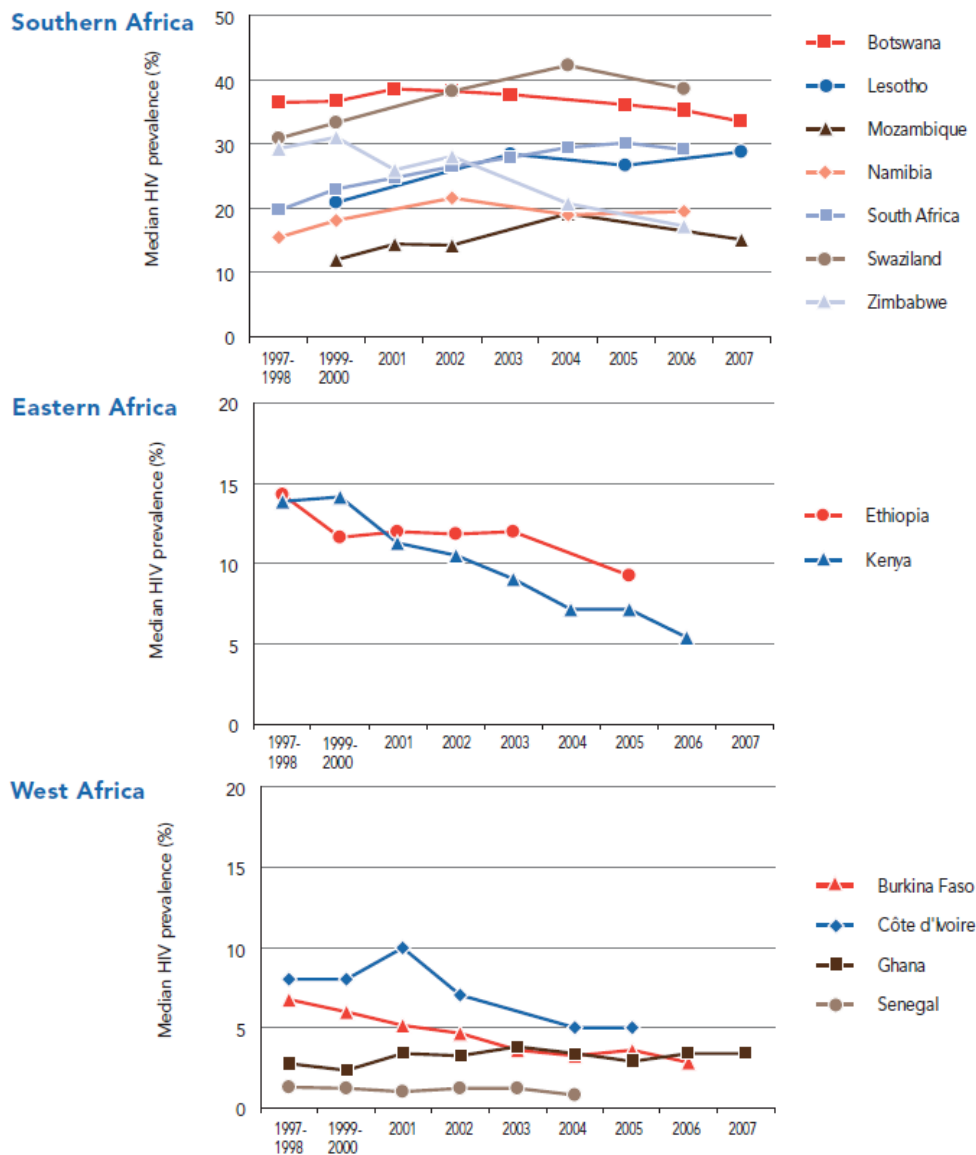 Southern Africa
Median HIV prevalence (%)
50
40
30
20
10
0
1997-
1998
1999-
2000
2001
2002
2003
2004
2005
2006
2007
Botswana
Lesotho
Mozambique
Namibia
South Africa
Swaziland
Zimbabwe
Eastern Africa
Median HIV prevalence (%)
20
15
10
5
0
1997-
1998
1999-
2000
2001
2002
2003
2004
2005
2006
2007
Ethiopia
Kenya
West Africa
Median HIV prevalence (%)
20
15
10
5
0
1997-
1998
1999-
2000
2001
2002
2003
2004
2005
2006
2007
Burkina Faso
Côte d'Ivoire
Ghana
Senegal